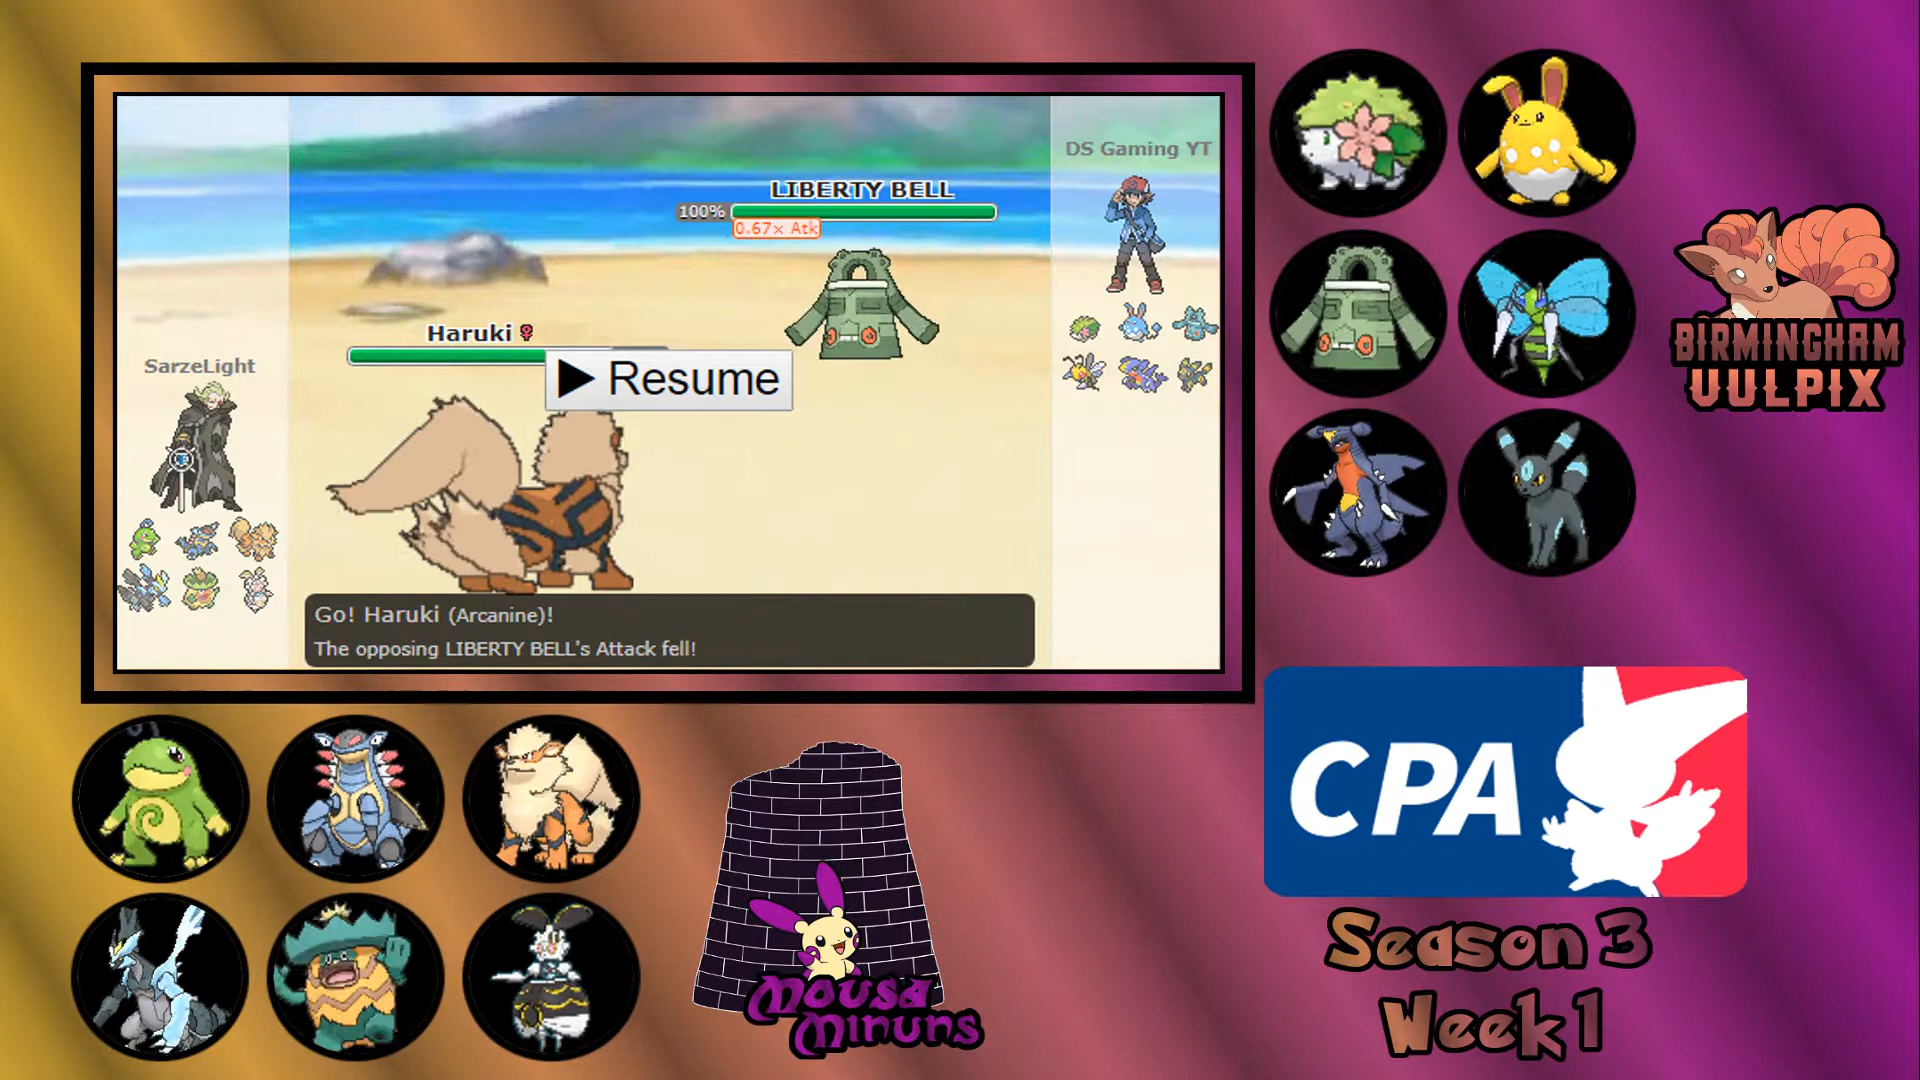 DS Gaming YT
LIBERTY BELL
100%
0.67× Atk
Haruki
Resume
SarzeLight
Go! Haruki (Arcanine)!
The opposing LIBERTY BELL's Attack fell!
BIRMINGHAM
VULPIX
CPA
Season 3
Week 1
Mousa
Minuns